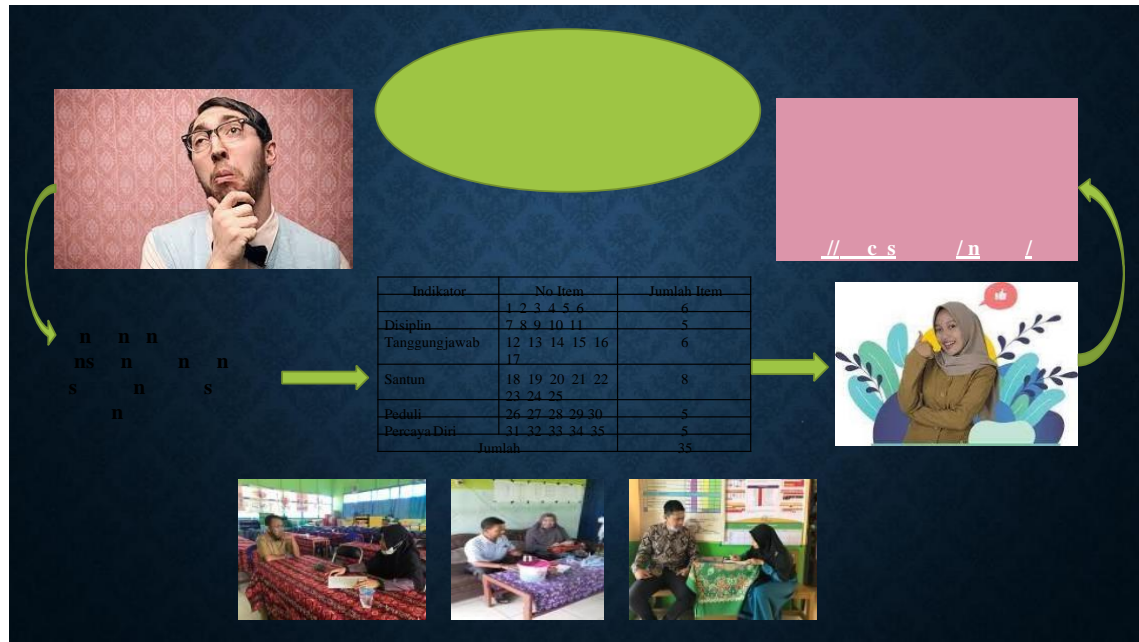 // c s / n /
n n n
ns n n n
s n s
n
Indikator No Item Jumlah Item
1 2 3 4 5 6 6
Disiplin 7 8 9 10 11 5
Tanggungjawab 12 13 14 15 16 6
17
Santun 18 19 20 21 22 8
23 24 25
Peduli 26 27 28 29 30 5
Percaya Diri 31 32 33 34 35 5
Jumlah 35